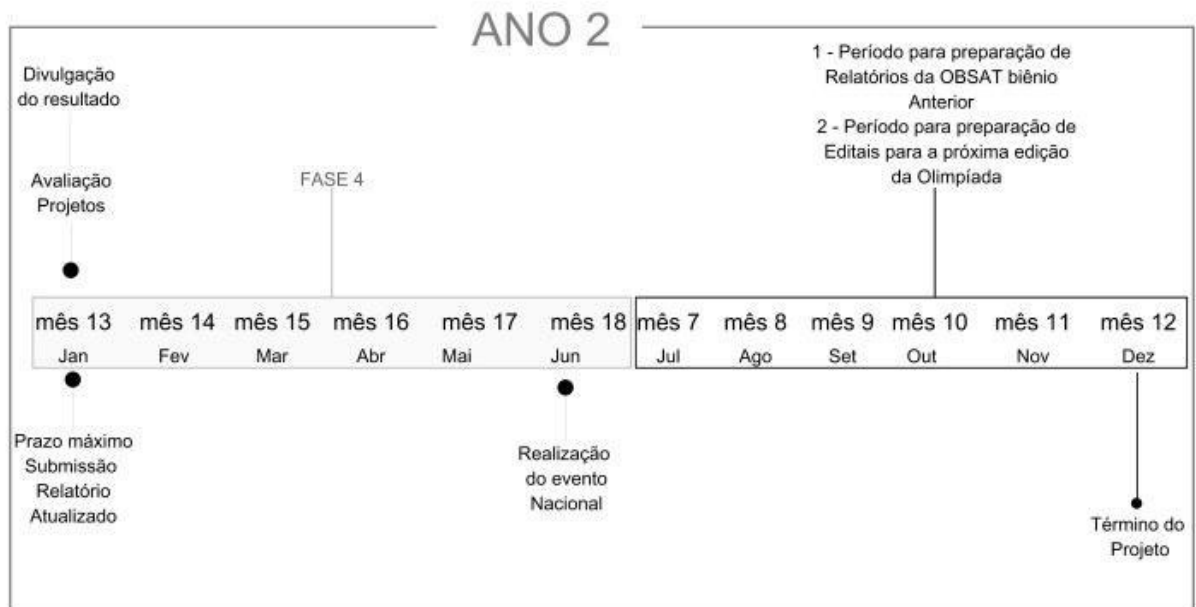 ANO 2
Divulgação
do resultado
Avaliação
Projetos
FASE 4
1 - Período para preparação de
Relatórios da OBSAT biênio
Anterior
2 - Período para preparação de
Editais para a próxima edição
da Olimpíada
mês 13 mês 14 mês 15 mês 16 mês 17 mês 18 mês 7 mês 8 mês 9 mês 10 mês 11 mês 12
Jan Fev Mar Abr Mai Jun Jul Ago Set Out Nov Dez
Prazo máximo
Submissão
Relatório
Atualizado
Realização
do evento
Nacional
Término do
Projeto